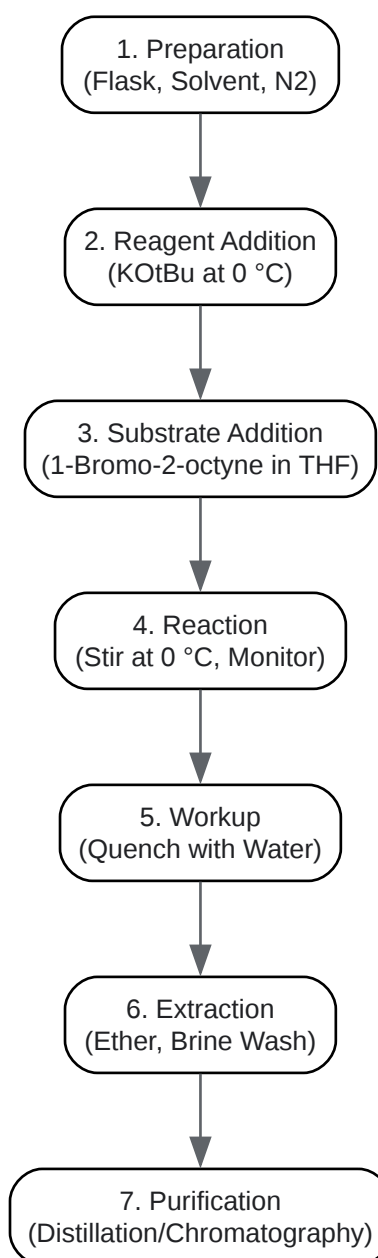 1. Preparation
(Flask, Solvent, N2)
2. Reagent Addition
(KOtBu at 0 °C)
3. Substrate Addition
(1-Bromo-2-octyne in THF)
4. Reaction
(Stir at 0 °C, Monitor)
5. Workup
(Quench with Water)
6. Extraction
(Ether, Brine Wash)
7. Purification
(Distillation/Chromatography)